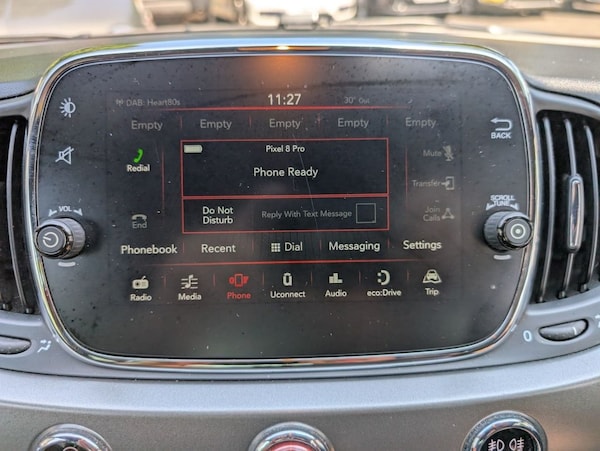 DAB: Heart80s 11:27 30° Out
Empty Empty Empty Empty Empty
Pixel 8 Pro
BACK
Redial Phone Ready Mute
Transfer
VOL
SCROLL
TUNE
End Do Not
Disturb Reply With Text Message Join
Calls
Phonebook Recent Dial Messaging Settings
Radio Media Phone Uconnect Audio eco:Drive Trip
0